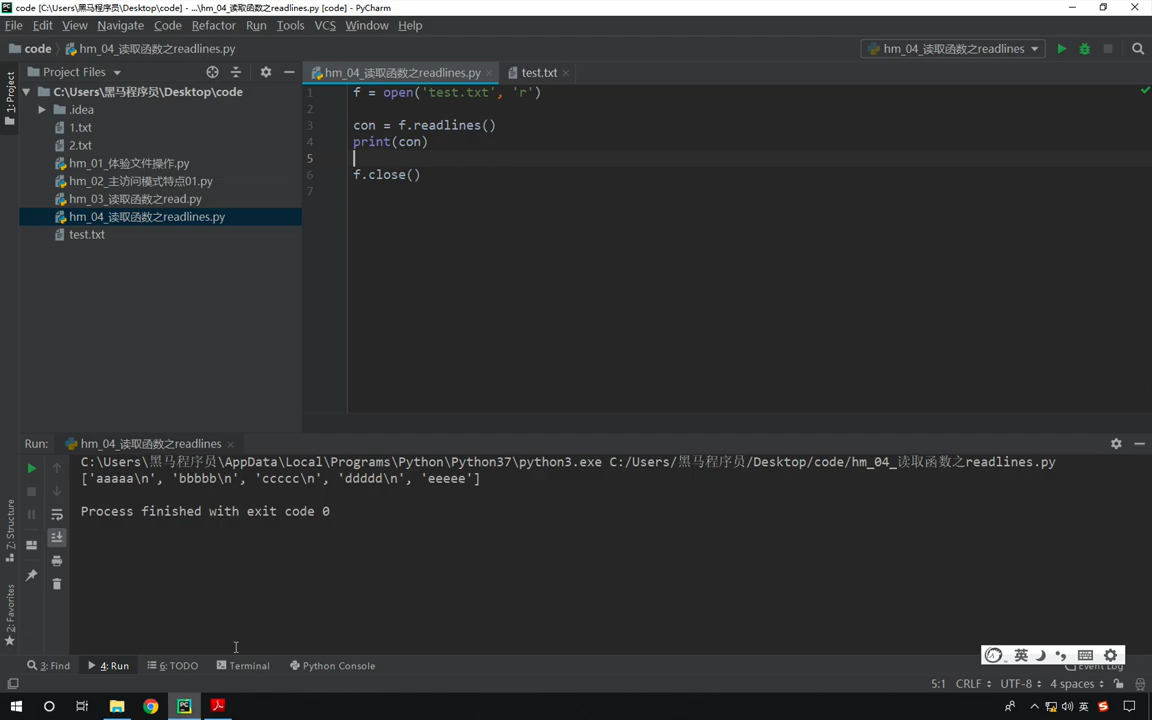 code [C:\Users\黑马程序员\Desktop\code] - ...\hm_04_读取函数之readlines.py [code] - PyCharm
File Edit View Navigate Code Refactor Run Tools VCS Window Help
code hm_04_读取函数之readlines.py hm_04_读取函数之readlines
Project Files hm_04_读取函数之readlines.py test.txt
1: Project
C:\Users\黑马程序员\Desktop\code
.idea
1.txt
2.txt
hm_01_体验文件操作.py
hm_02_主访问模式特点01.py
hm_03_读取函数之read.py
hm_04_读取函数之readlines.py
test.txt
1 f = open('test.txt', 'r')
2
3 con = f.readlines()
4 print(con)
5
6 f.close()
7
Run: hm_04_读取函数之readlines
C:\Users\黑马程序员\AppData\Local\Programs\Python\Python37\python3.exe C:/Users/黑马程序员/Desktop/code/hm_04_读取函数之readlines.py
['aaaaa\n', 'bbbbb\n', 'ccccc\n', 'ddddd\n', 'eeeee']
Process finished with exit code 0
Z: Structure
2: Favorites
英
3: Find 4: Run 6: TODO Terminal Python Console Event Log
5:1 CRLF UTF-8 4 spaces
英